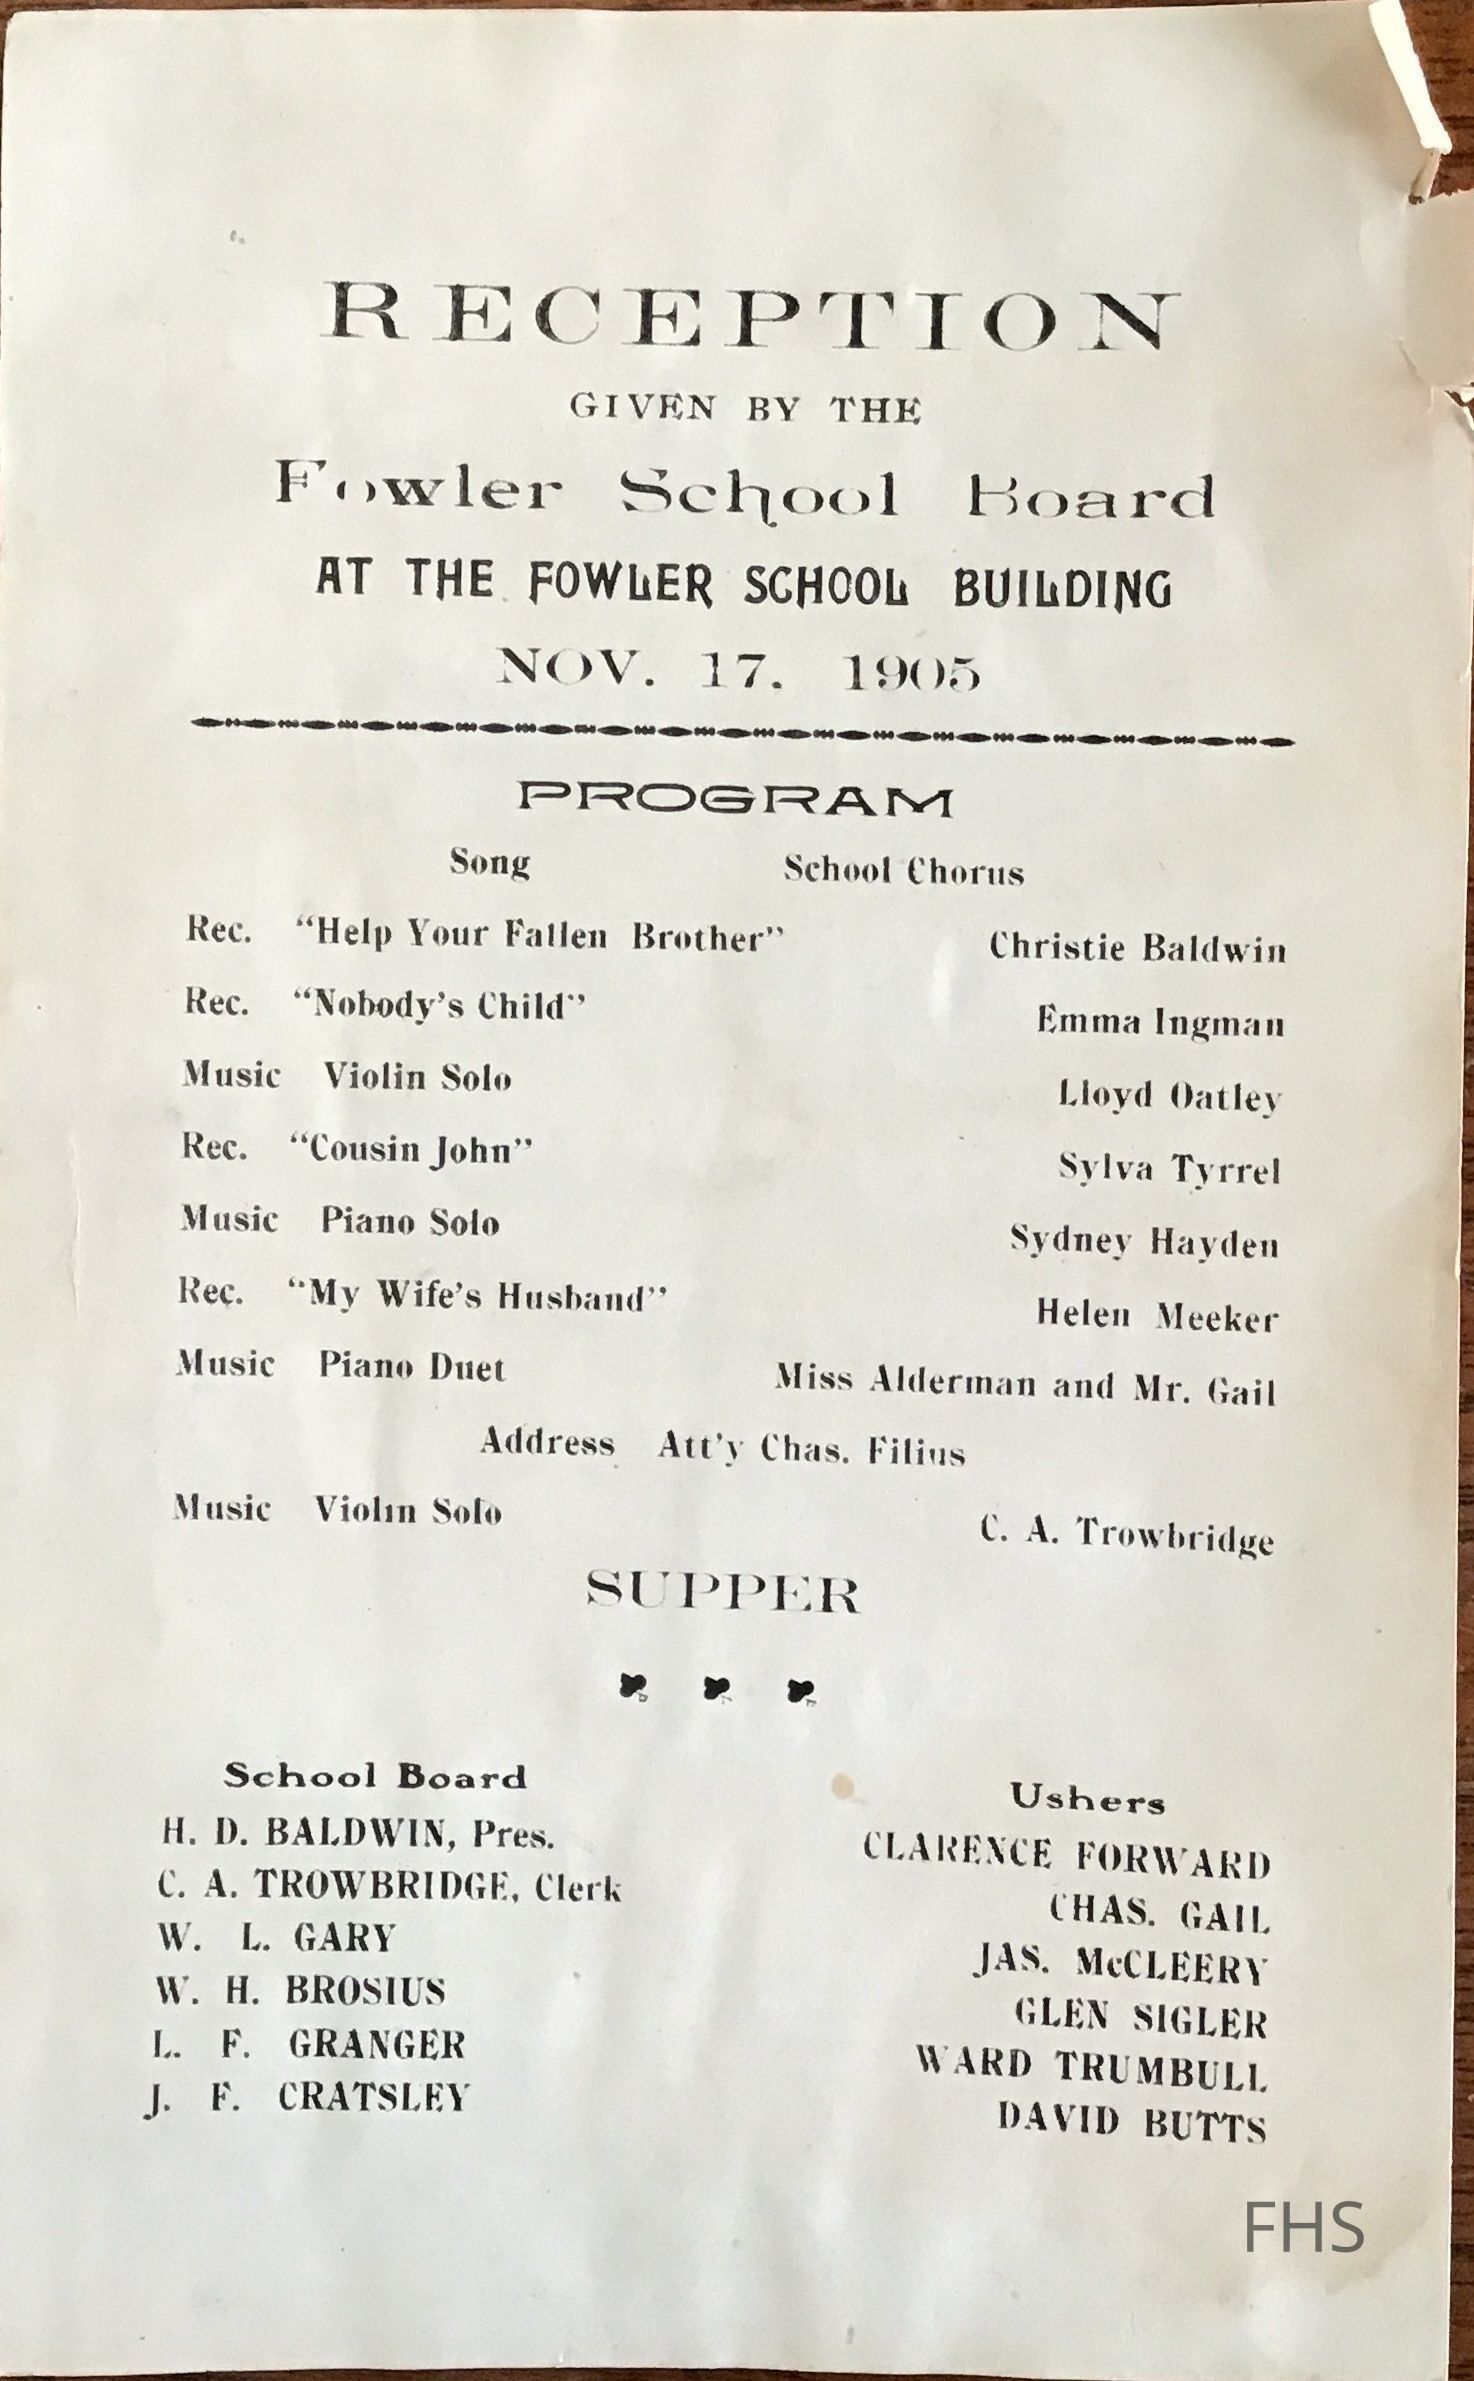 RECEPTION
GIVEN BY THE
Fowler School Board
AT THE FOWLER SCHOOL BUILDING
NOV. 17. 1905
PROGRAM
Song School Chorus
Rec. "Help Your Fallen Brother" Christie Baldwin
Rec. "Nobody's Child" Emma Ingman
Music Violin Solo Lloyd Oatley
Rec. "Cousin John" Sylva Tyrrel
Music Piano Solo Sydney Hayden
Rec. "My Wife's Husband" Helen Meeker
Music Piano Duet Miss Alderman and Mr. Gail
Address Att'y Chas. Filius
Music Violin Solo C. A. Trowbridge
SUPPER
School Board
H. D. BALDWIN, Pres.
C. A. TROWBRIDGE, Clerk
W. L. GARY
W. H. BROSIUS
L. F. GRANGER
J. F. CRATSLEY
Ushers
CLARENCE FORWARD
CHAS. GAIL
JAS. McCLEERY
GLEN SIGLER
WARD TRUMBULL
DAVID BUTTS
FHS